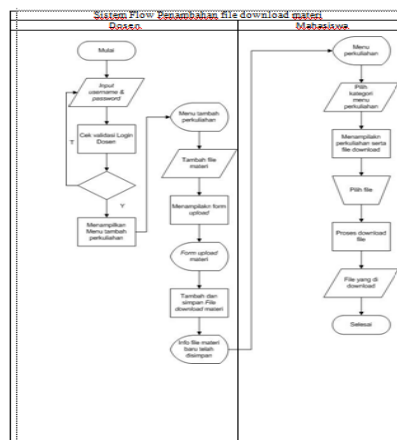 Sistem Flow Penambahan file download materi
Dosen
Mahasiswa
Mulai
Input
username &
password
Cek validasi Login
Dosen
T
Y
Menampilkan
Menu tambah
perkuliahan
Menu tambah
perkuliahan
Tambah file
materi
Menampilakn form
upload
Form upload
materi
Tambah dan
simpan File
download materi
Info file materi
baru telah
disimpan
Menu
perkuliahan
Pilih
kategori
menu
perkuliahan
Menampilakn
perkuliahan serta
file download
Pilih file
Proses download
file
File yang di
download
Selesai